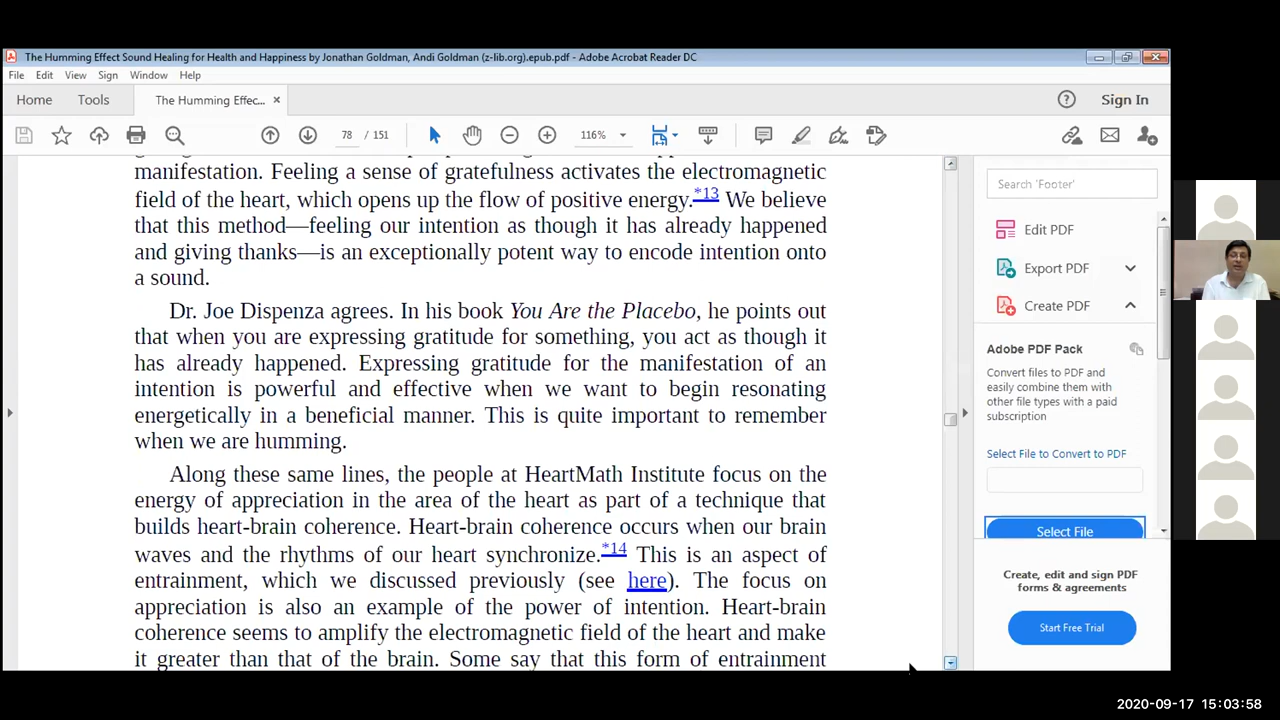 The Humming Effect Sound Healing for Health and Happiness by Jonathan Goldman, Andi Goldman (z-lib.org).epub.pdf - Adobe Acrobat Reader DC
File Edit View Sign Window Help
Home Tools The Humming Effec... × Sign In
78 / 151 116%
manifestation. Feeling a sense of gratefulness activates the electromagnetic
field of the heart, which opens up the flow of positive energy.*13 We believe
that this method—feeling our intention as though it has already happened
and giving thanks—is an exceptionally potent way to encode intention onto
a sound.
Dr. Joe Dispenza agrees. In his book You Are the Placebo, he points out
that when you are expressing gratitude for something, you act as though it
has already happened. Expressing gratitude for the manifestation of an
intention is powerful and effective when we want to begin resonating
energetically in a beneficial manner. This is quite important to remember
when we are humming.
Along these same lines, the people at HeartMath Institute focus on the
energy of appreciation in the area of the heart as part of a technique that
builds heart-brain coherence. Heart-brain coherence occurs when our brain
waves and the rhythms of our heart synchronize.*14 This is an aspect of
entrainment, which we discussed previously (see here). The focus on
appreciation is also an example of the power of intention. Heart-brain
coherence seems to amplify the electromagnetic field of the heart and make
it greater than that of the brain. Some say that this form of entrainment
Search 'Footer'
Edit PDF
Export PDF
Create PDF
Adobe PDF Pack
Convert files to PDF and
easily combine them with
other file types with a paid
subscription
Select File to Convert to PDF
Select File
Create, edit and sign PDF
forms & agreements
Start Free Trial
2020-09-17 15:03:58